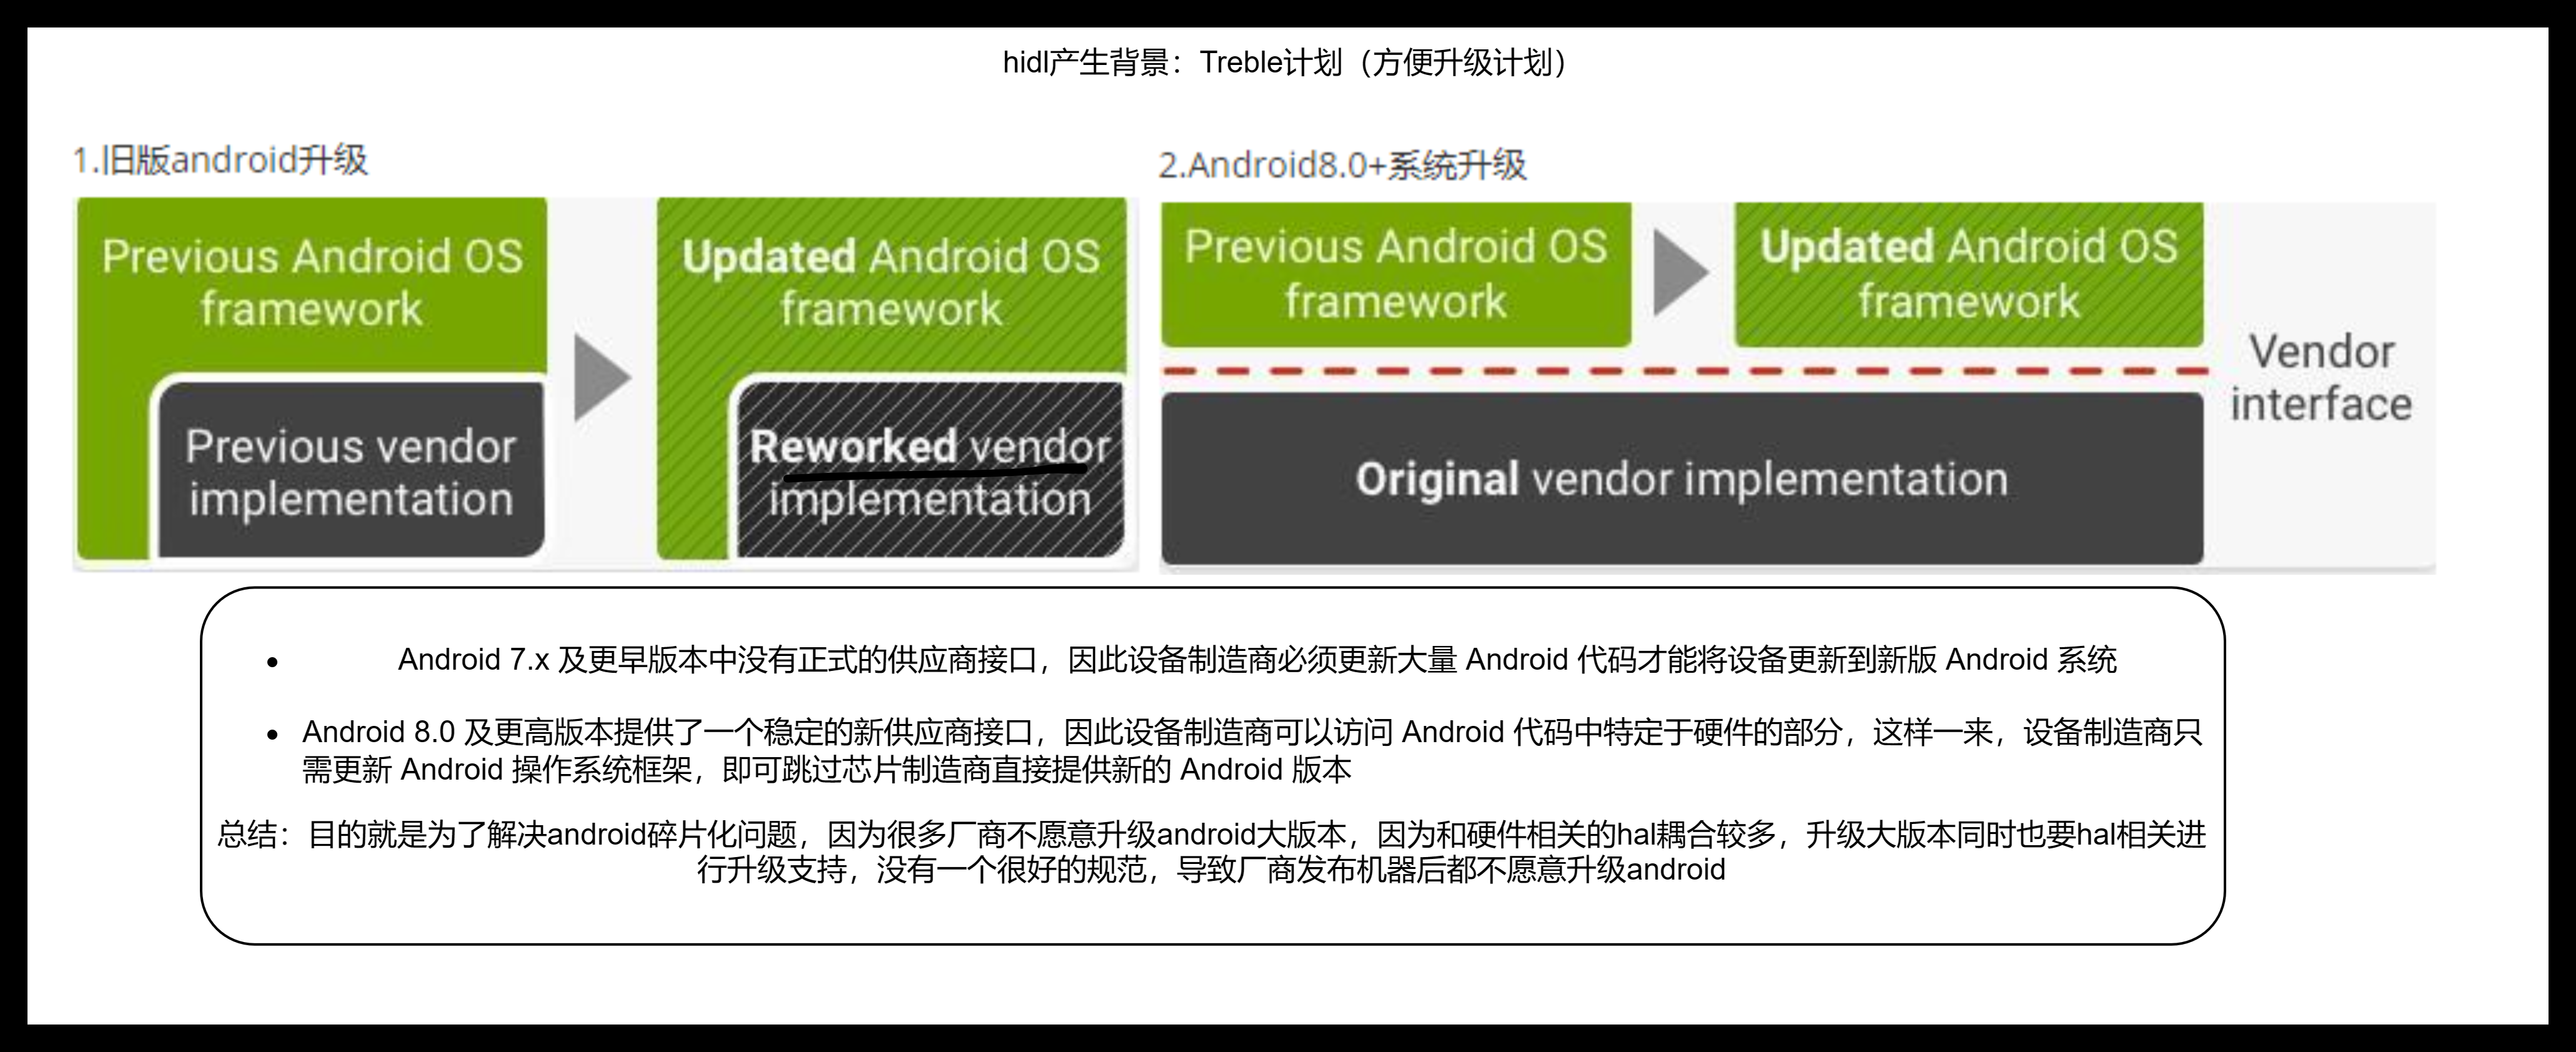 hidl产生背景：Treble计划（方便升级计划）
1.旧版android升级
Previous Android OS
framework
Previous vendor
implementation
Updated Android OS
framework
Reworked vendor
implementation
2.Android8.0+系统升级
Previous Android OS
framework
Updated Android OS
framework
Vendor
interface
Original vendor implementation
• Android 7.x 及更早版本中没有正式的供应商接口，因此设备制造商必须更新大量 Android 代码才能将设备更新到新版 Android 系统
• Android 8.0 及更高版本提供了一个稳定的新供应商接口，因此设备制造商可以访问 Android 代码中特定于硬件的部分，这样一来，设备制造商只
需更新 Android 操作系统框架，即可跳过芯片制造商直接提供新的 Android 版本
总结：目的就是为了解决android碎片化问题，因为很多厂商不愿意升级android大版本，因为和硬件相关的hal耦合较多，升级大版本同时也要hal相关进
行升级支持，没有一个很好的规范，导致厂商发布机器后都不愿意升级android